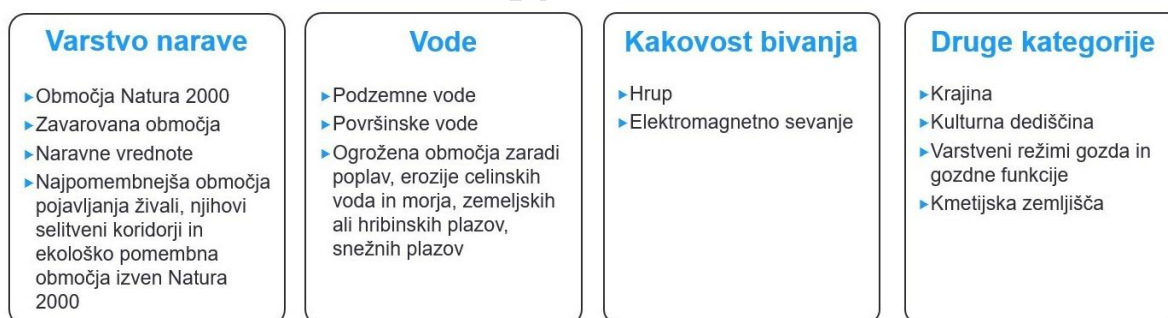 Varstvo narave
▸Območja Natura 2000
▸Zavarovana območja
▸Naravne vrednote
▸Najpomembnejša območja
pojavljanja živali, njihovi
selitveni koridorji in
ekološko pomembna
območja izven Natura
2000
Vode
▸Podzemne vode
▸Površinske vode
▸Ogrožena območja zaradi
poplav, erozije celinskih
voda in morja, zemeljskih
ali hribinskih plazov,
snežnih plazov
Kakovost bivanja
▸Hrup
▸Elektromagnetno sevanje
Druge kategorije
▸Krajina
▸Kulturna dediščina
▸Varstveni režimi gozda in
gozdne funkcije
▸Kmetijska zemljišča